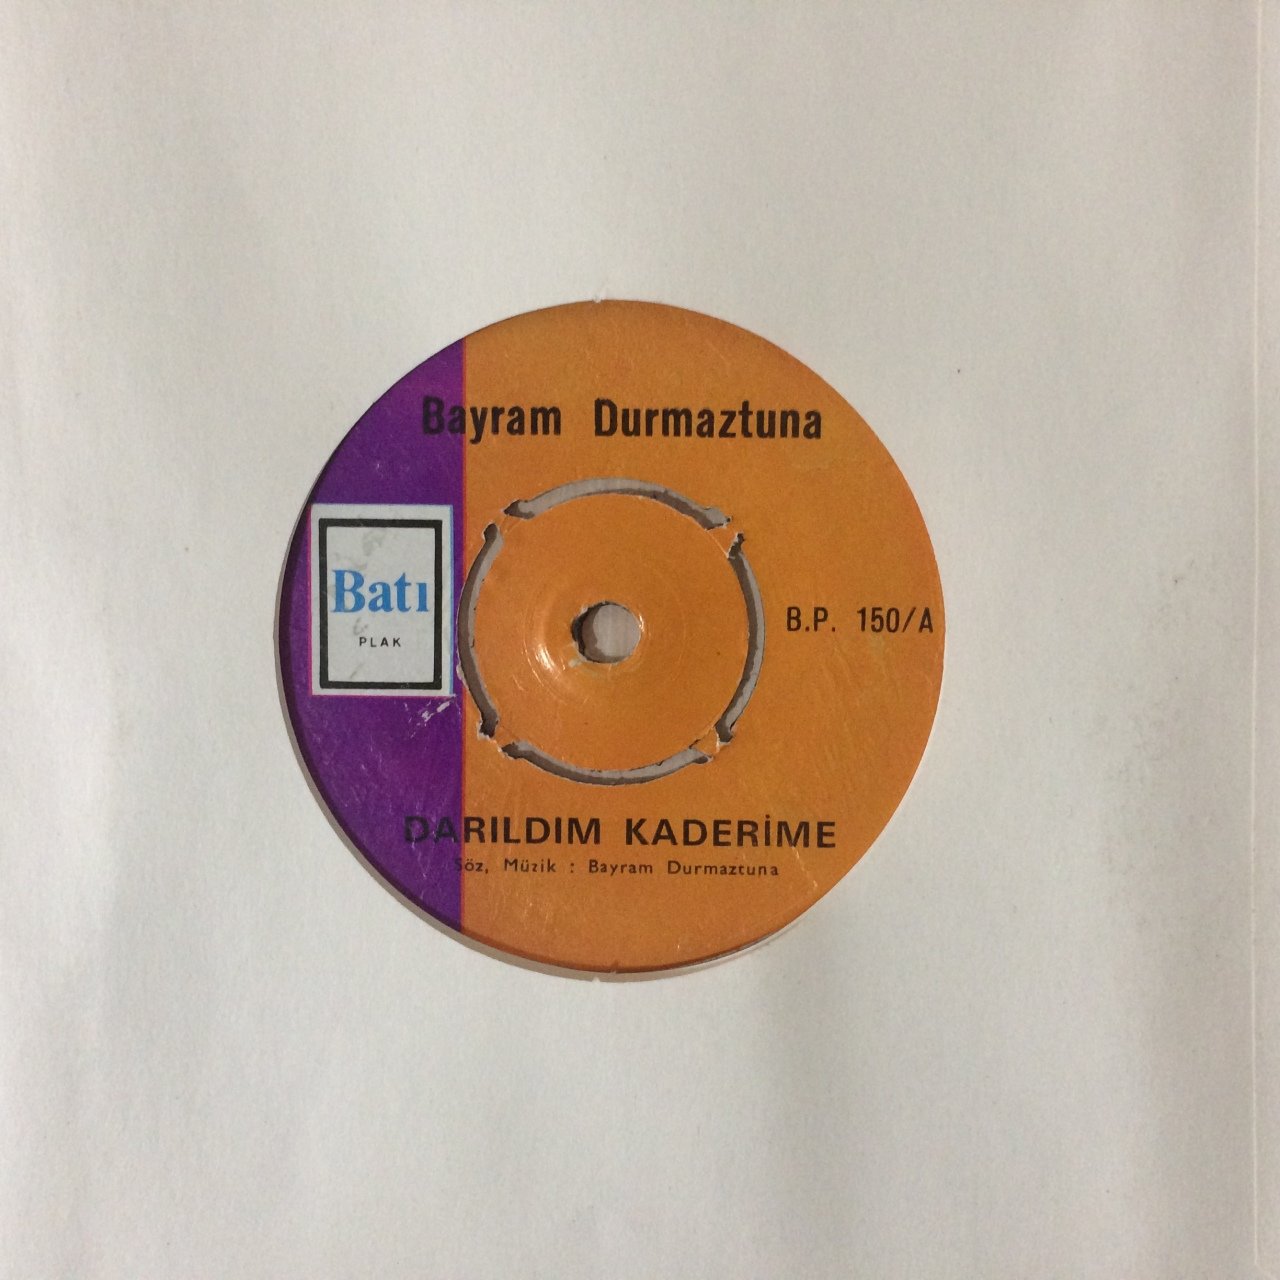 Bayram Durmaztuna
Batı
PLAK
B.P. 150/A
DARILDIM KADERİME
Söz, Müzik : Bayram Durmaztuna